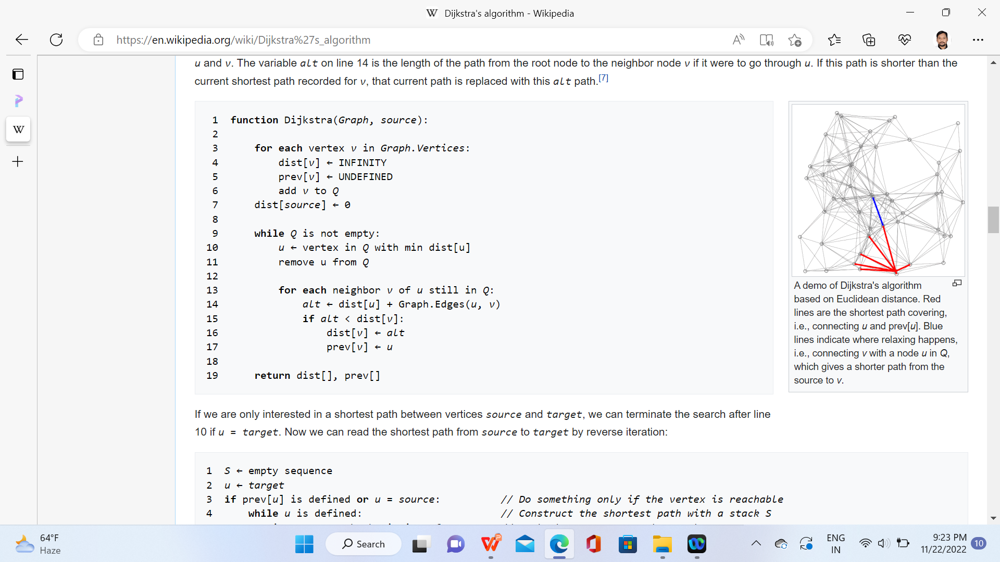 Dijkstra's algorithm - Wikipedia
https://en.wikipedia.org/wiki/Dijkstra%27s_algorithm
u and v. The variable alt on line 14 is the length of the path from the root node to the neighbor node v if it were to go through u. If this path is shorter than the
current shortest path recorded for v, that current path is replaced with this alt path.[7]
1 function Dijkstra(Graph, source):
2
3 for each vertex v in Graph.Vertices:
4 dist[v] ← INFINITY
5 prev[v] ← UNDEFINED
6 add v to Q
7 dist[source] ← 0
8
9 while Q is not empty:
10 u ← vertex in Q with min dist[u]
11 remove u from Q
12
13 for each neighbor v of u still in Q:
14 alt ← dist[u] + Graph.Edges(u, v)
15 if alt < dist[v]:
16 dist[v] ← alt
17 prev[v] ← u
18
19 return dist[], prev[]
A demo of Dijkstra's algorithm
based on Euclidean distance. Red
lines are the shortest path covering,
i.e., connecting u and prev[u]. Blue
lines indicate where relaxing happens,
i.e., connecting v with a node u in Q,
which gives a shorter path from the
source to v.
If we are only interested in a shortest path between vertices source and target, we can terminate the search after line
10 if u = target. Now we can read the shortest path from source to target by reverse iteration:
1 S ← empty sequence
2 u ← target
3 if prev[u] is defined or u = source: // Do something only if the vertex is reachable
4 while u is defined: // Construct the shortest path with a stack S
64°F
Haze
Search
ENG
IN
9:23 PM
11/22/2022
10